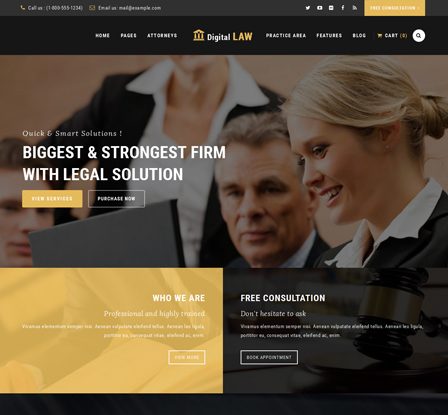 Call us : (1-800-555-1234)
Email us: mail@example.com
FREE CONSULTATION
HOME
PAGES
ATTORNEYS
Digital LAW
PRACTICE AREA
FEATURES
BLOG
CART (0)
Quick & Smart Solutions !
BIGGEST & STRONGEST FIRM
WITH LEGAL SOLUTION
VIEW SERVICES
PURCHASE NOW
WHO WE ARE
Professional and highly trained
Vivamus elementum semper nisi. Aenean vulputate eleifend tellus. Aenean leo ligula,
porttitor eu, consequat vitae, eleifend ac, enim.
VIEW MORE
FREE CONSULTATION
Don't hesitate to ask
Vivamus elementum semper nisi. Aenean vulputate eleifend tellus. Aenean leo ligula,
porttitor eu, consequat vitae, eleifend ac, enim.
BOOK APPOINTMENT